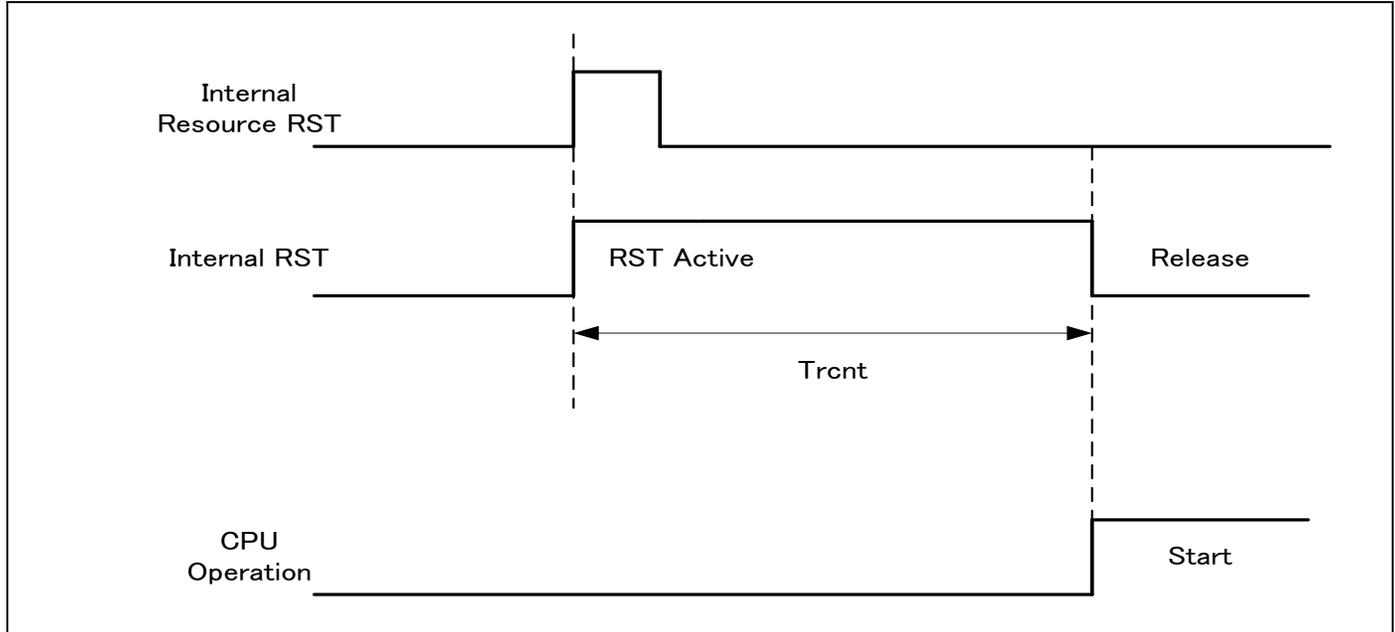 Internal
Resource RST
Internal RST
RST Active
Release
Trcnt
CPU
Operation
Start